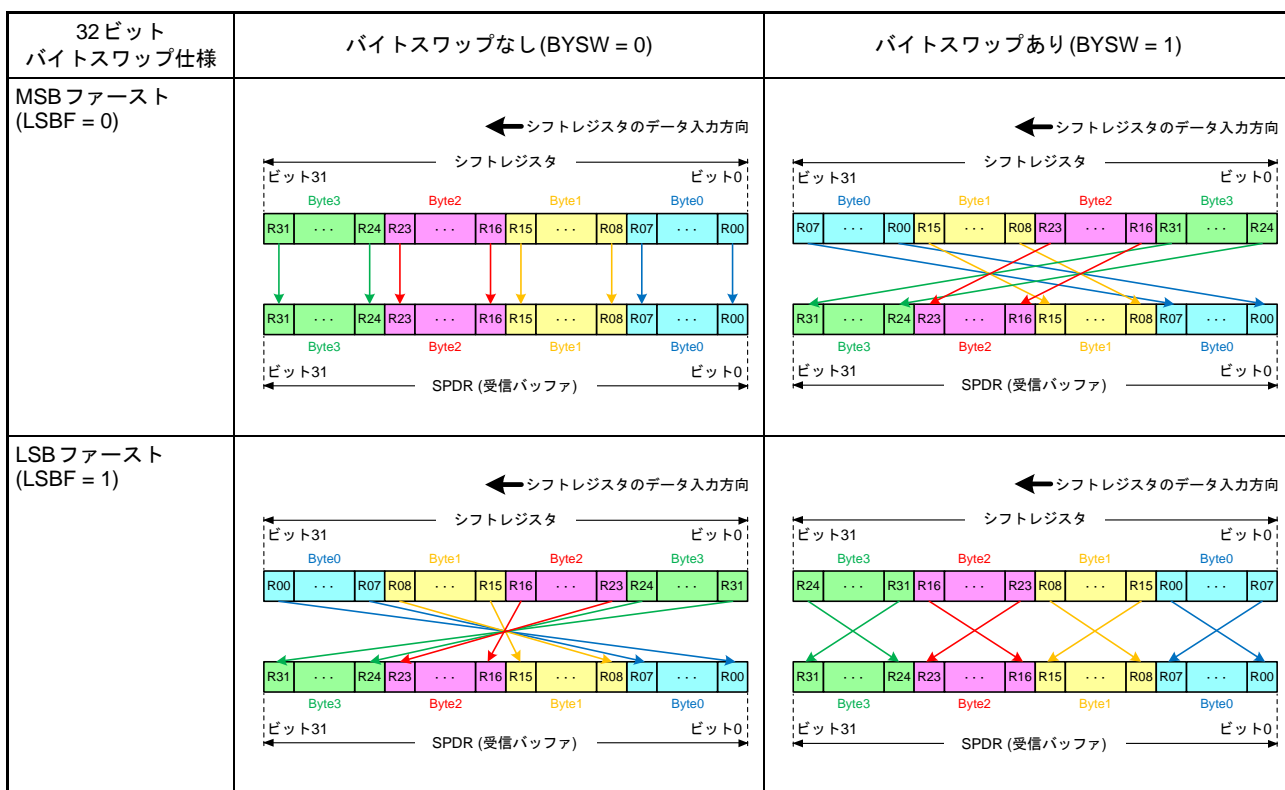 32ビット
バイトスワップ仕様
バイトスワップなし(BYSW = 0)
バイトスワップあり(BYSW = 1)
MSBファースト
(LSBF = 0)
シフトレジスタのデータ入力方向
シフトレジスタ
ビット31 ビット0
Byte3 Byte2 Byte1 Byte0
R31 ··· R24 R23 ··· R16 R15 ··· R08 R07 ··· R00
R31 ··· R24 R23 ··· R16 R15 ··· R08 R07 ··· R00
Byte3 Byte2 Byte1 Byte0
ビット31 ビット0
SPDR (受信バッファ)
シフトレジスタのデータ入力方向
シフトレジスタ
ビット31 ビット0
Byte0 Byte1 Byte2 Byte3
R07 ··· R00 R15 ··· R08 R23 ··· R16 R31 ··· R24
R31 ··· R24 R23 ··· R16 R15 ··· R08 R07 ··· R00
Byte3 Byte2 Byte1 Byte0
ビット31 ビット0
SPDR (受信バッファ)
LSBファースト
(LSBF = 1)
シフトレジスタのデータ入力方向
シフトレジスタ
ビット31 ビット0
Byte0 Byte1 Byte2 Byte3
R00 ··· R07 R08 ··· R15 R16 ··· R23 R24 ··· R31
R31 ··· R24 R23 ··· R16 R15 ··· R08 R07 ··· R00
Byte3 Byte2 Byte1 Byte0
ビット31 ビット0
SPDR (受信バッファ)
シフトレジスタのデータ入力方向
シフトレジスタ
ビット31 ビット0
Byte3 Byte2 Byte1 Byte0
R24 ··· R31 R16 ··· R23 R08 ··· R15 R00 ··· R07
R31 ··· R24 R23 ··· R16 R15 ··· R08 R07 ··· R00
Byte3 Byte2 Byte1 Byte0
ビット31 ビット0
SPDR (受信バッファ)